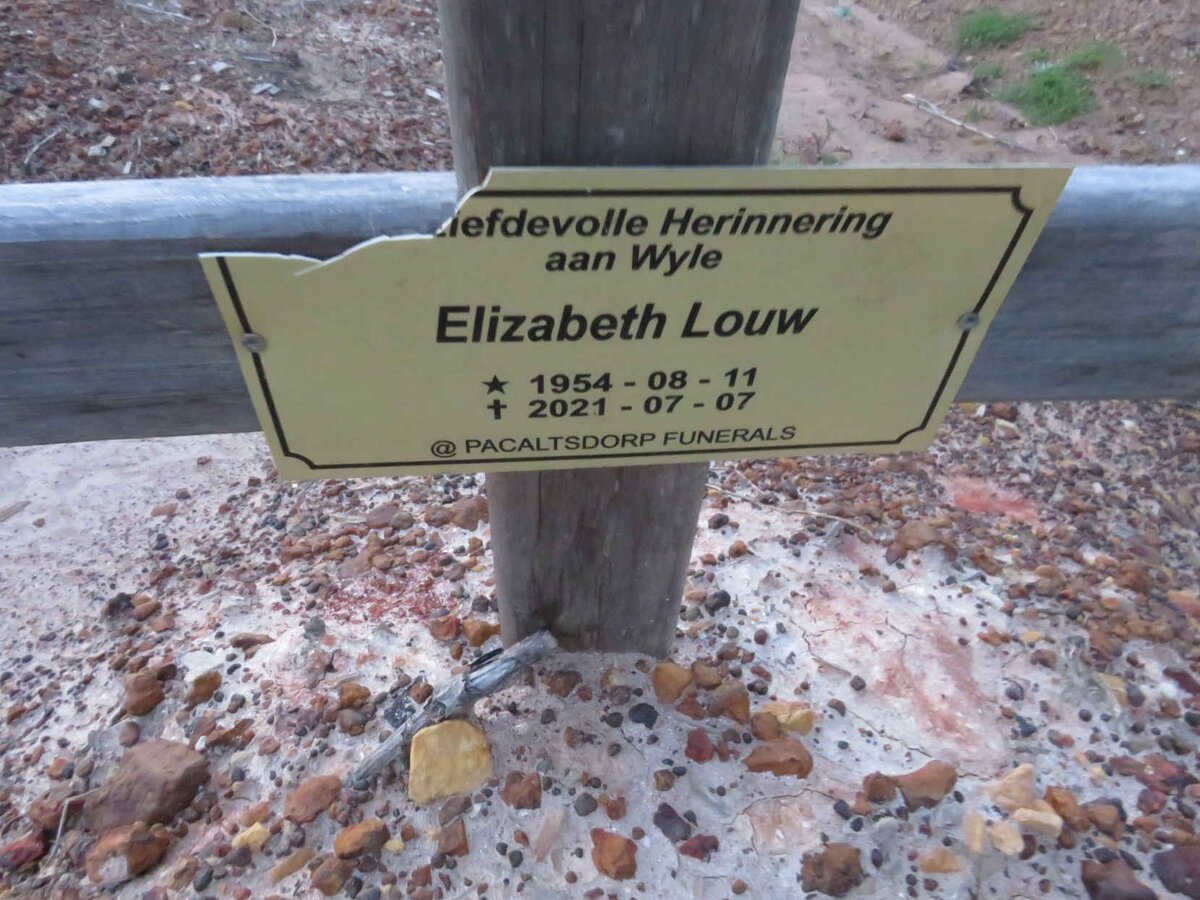 iefdevolle Herinnering
aan Wyle
Elizabeth Louw
★ 1954 - 08 - 11
✝ 2021 - 07 - 07
@ PACALTSDORP FUNERALS